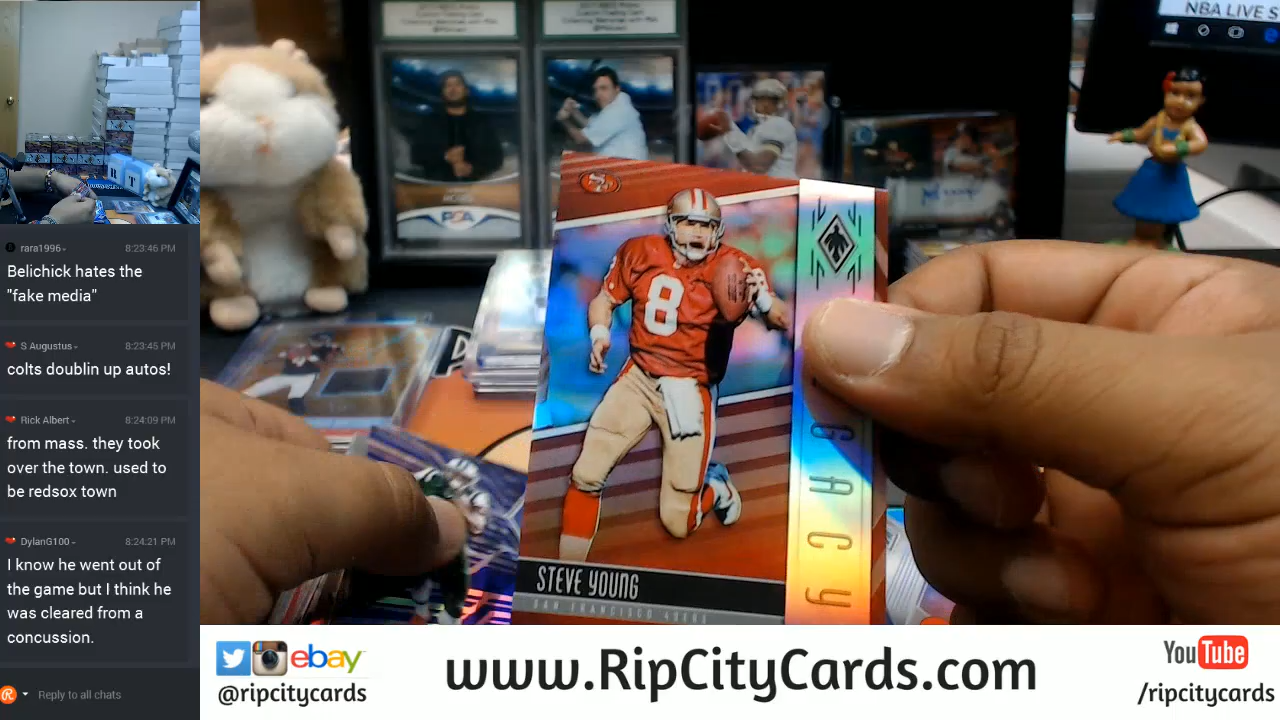 NBA LIVE S
PSA
rara1996
8:23:46 PM
Belichick hates the
"fake media"
S Augustus
8:23:45 PM
colts doublin up autos!
Rick Albert
8:24:09 PM
from mass. they took
over the town. used to
be redsox town
DylanG100
8:24:21 PM
I know he went out of
the game but I think he
was cleared from a
concussion.
Reply to all chats
8
GACY
STEVE YOUNG
SAN FRANCISCO 49ERS
ebay
@ripcitycards
www.RipCityCards.com
YouTube
/ripcitycards